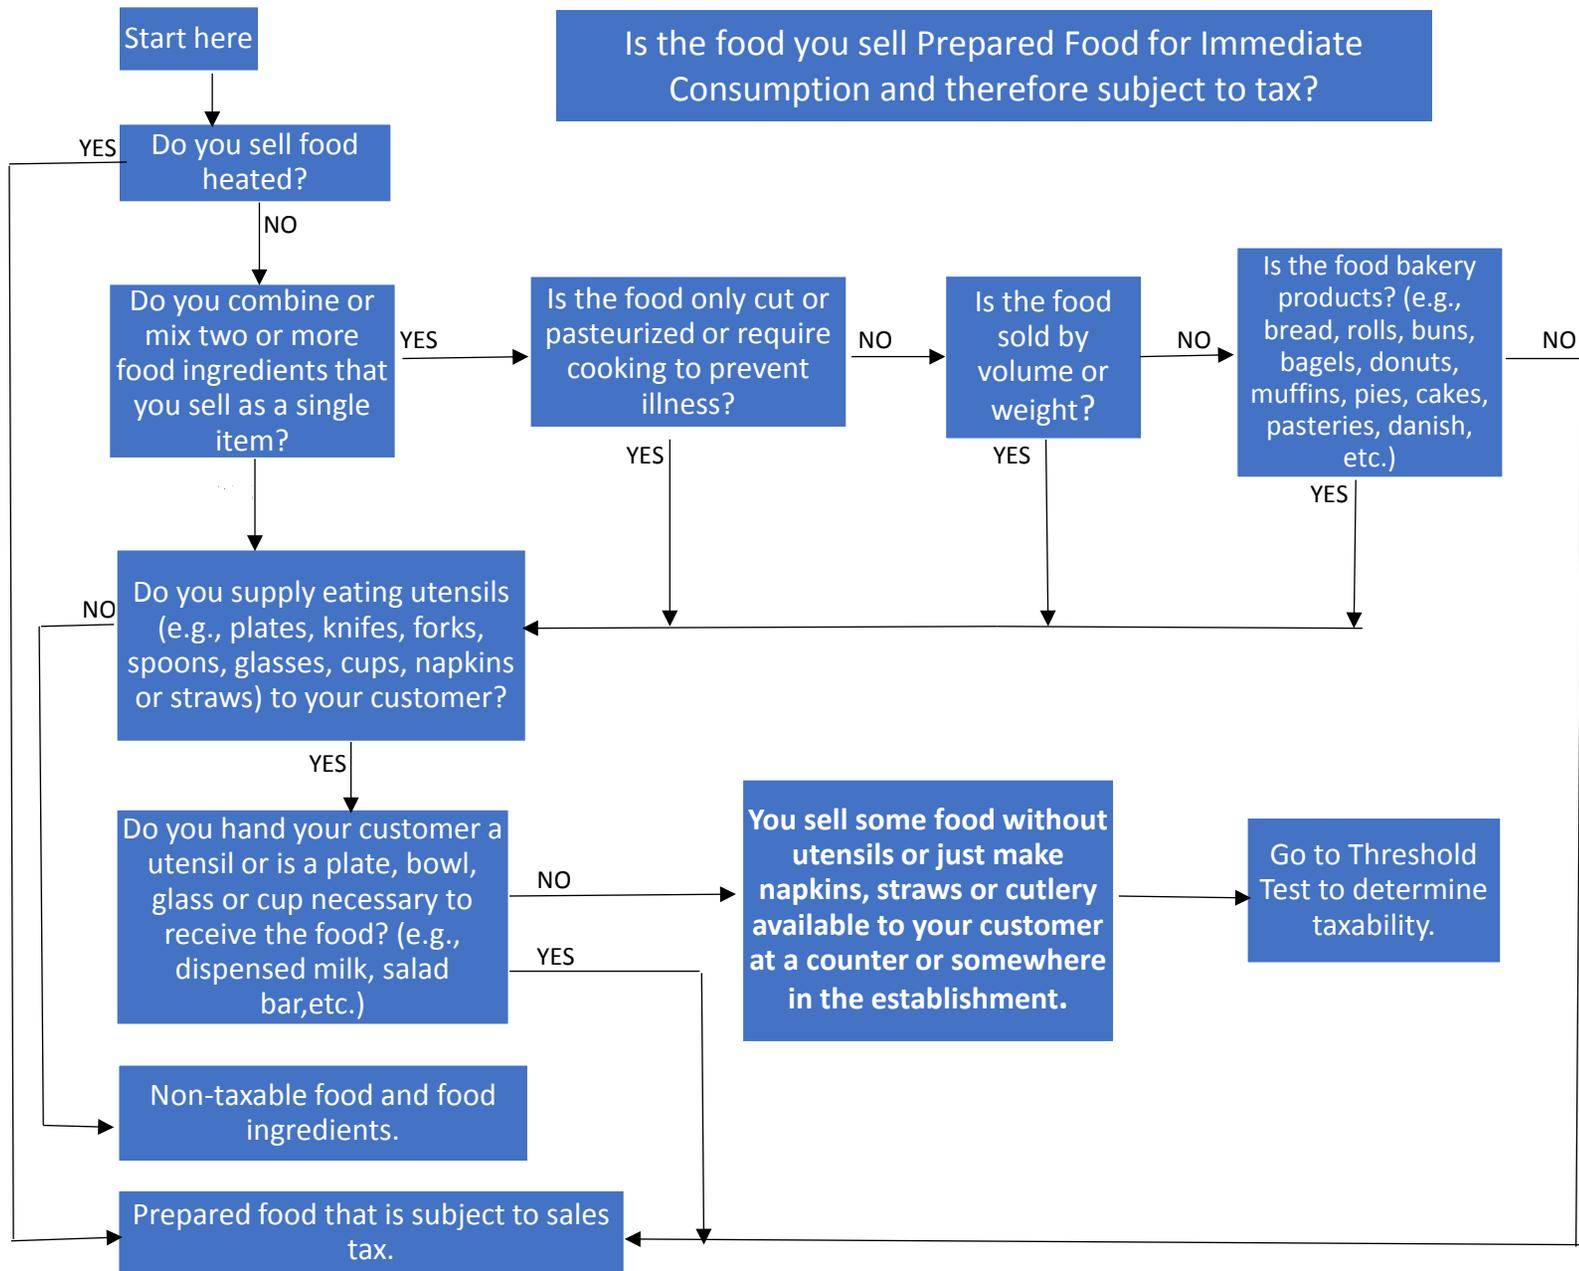 Start here
Is the food you sell Prepared Food for Immediate
Consumption and therefore subject to tax?
YES
Do you sell food
heated?
NO
Do you combine or
mix two or more
food ingredients that
you sell as a single
item?
YES
Is the food only cut or
pasteurized or require
cooking to prevent
illness?
NO
Is the food
sold by
volume or
weight?
NO
Is the food bakery
products? (e.g.,
bread, rolls, buns,
bagels, donuts,
muffins, pies, cakes,
pasteries, danish,
etc.)
NO
YES
YES
YES
NO
Do you supply eating utensils
(e.g., plates, knifes, forks,
spoons, glasses, cups, napkins
or straws) to your customer?
YES
Do you hand your customer a
utensil or is a plate, bowl,
glass or cup necessary to
receive the food? (e.g.,
dispensed milk, salad
bar,etc.)
NO
YES
You sell some food without
utensils or just make
napkins, straws or cutlery
available to your customer
at a counter or somewhere
in the establishment.
Go to Threshold
Test to determine
taxability.
Non-taxable food and food
ingredients.
Prepared food that is subject to sales
tax.